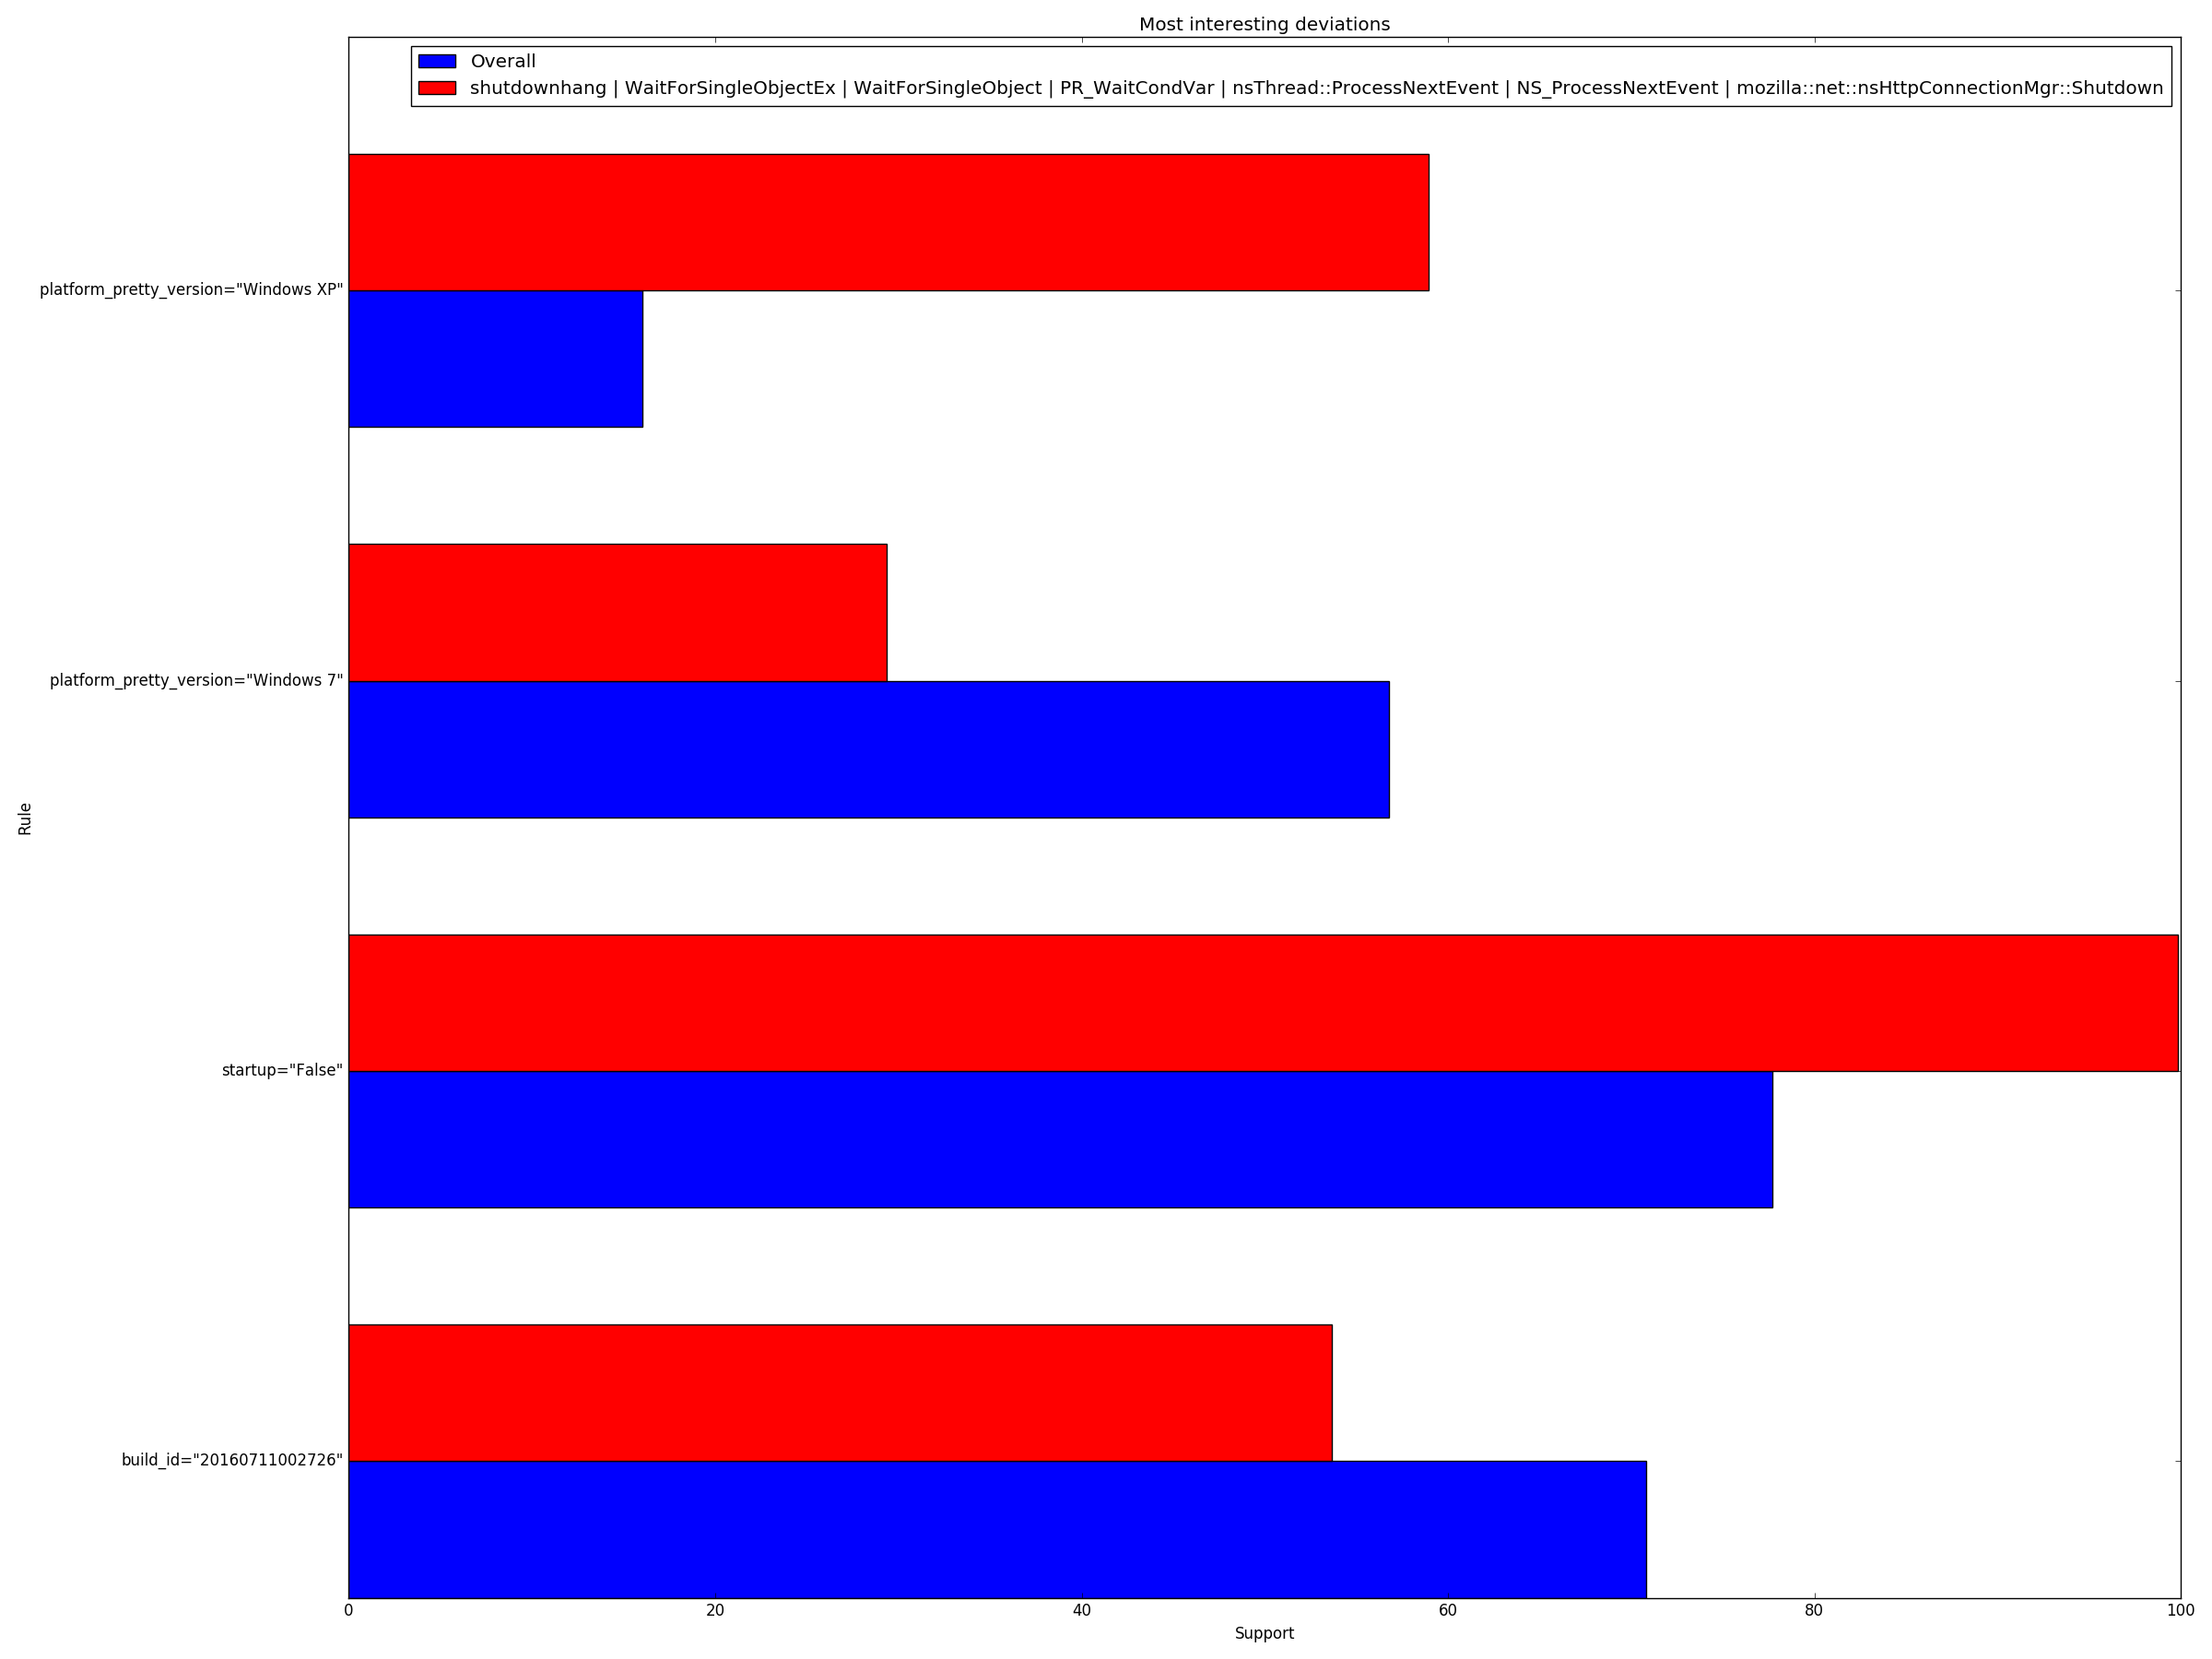 Most interesting deviations
Overall
shutdownhang | WaitForSingleObjectEx | WaitForSingleObject | PR_WaitCondVar | nsThread::ProcessNextEvent | NS_ProcessNextEvent | mozilla::net::nsHttpConnectionMgr::Shutdown
platform_pretty_version="Windows XP"
platform_pretty_version="Windows 7"
Rule
startup="False"
build_id="20160711002726"
0 20 40 60 80 100
Support